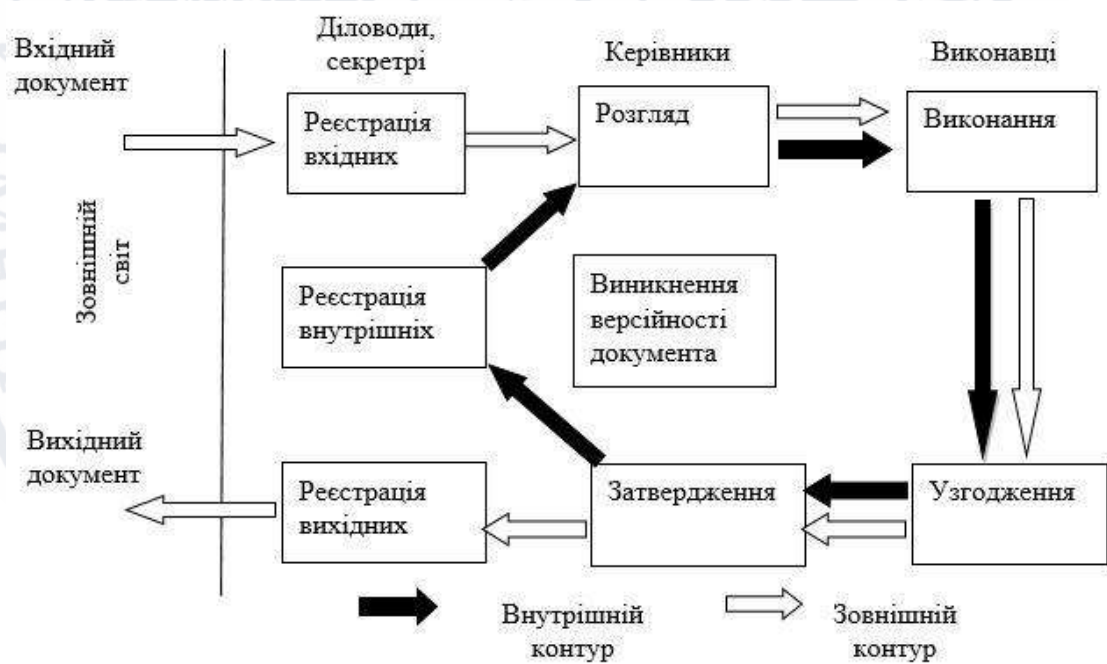 Вхідний
документ
Діловоди,
секретрі
Керівники
Виконавці
Реєстрація
вхідних
Розгляд
Виконання
Зовнішній
світ
Реєстрація
внутрішніх
Виникнення
версійності
документа
Вихідний
документ
Реєстрація
вихідних
Затвердження
Узгодження
Внутрішній
контур
Зовнішній
контур